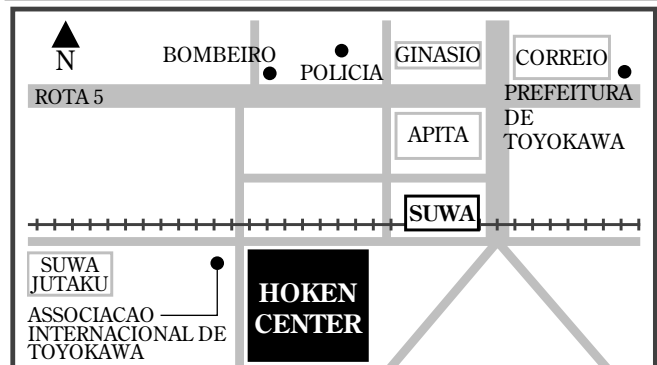 N
BOMBEIRO
POLICIA
GINASIO
CORREIO
ROTA 5
PREFEITURA
DE
TOYOKAWA
APITA
SUWA
SUWA
JUTAKU
ASSOCIACAO
INTERNACIONAL DE
TOYOKAWA
HOKEN
CENTER